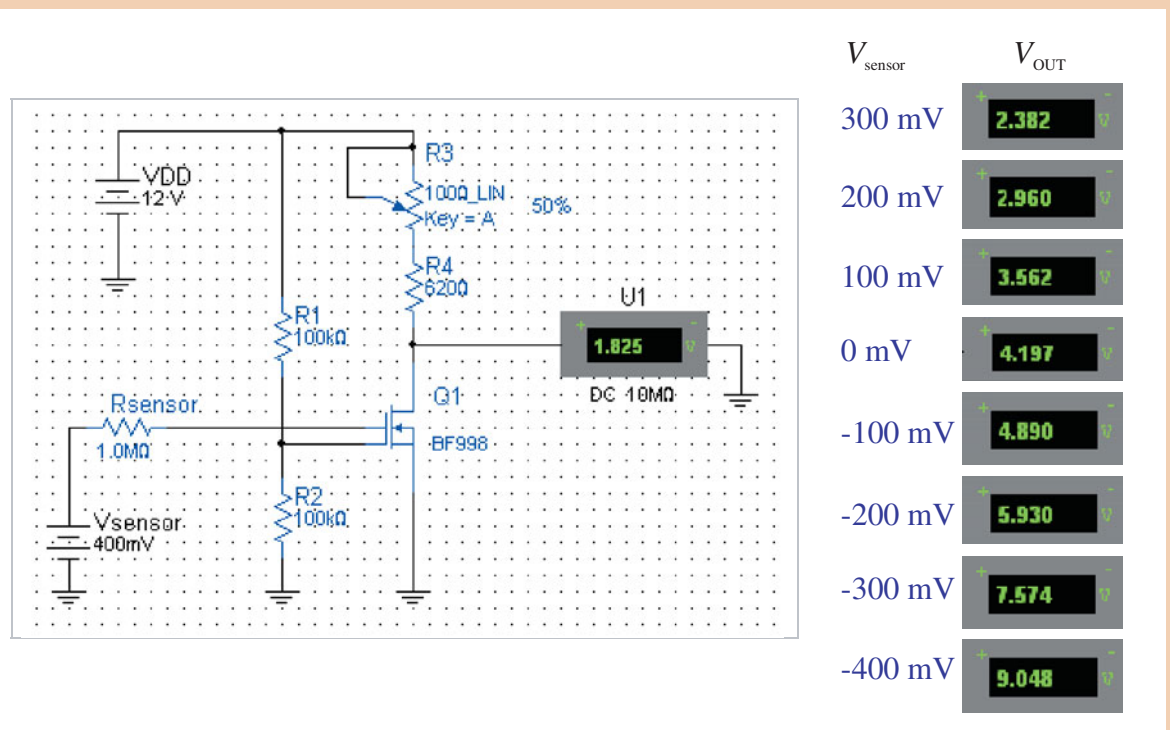 V sensor V OUT
300 mV + - 2.382 V
200 mV + - 2.960 V
100 mV + - 3.562 V
0 mV + - 4.197 V
-100 mV + - 4.890 V
-200 mV + - 5.930 V
-300 mV + - 7.574 V
-400 mV + - 9.048 V
VDD
12 V
R3
100Ω_LIN
Key = A
50%
R4
620Ω
R1
100kΩ
U1
+ - 1.825 V
DC 10MΩ
Rsensor
1.0MΩ
Q1
BF998
R2
100kΩ
Vsensor
400mV